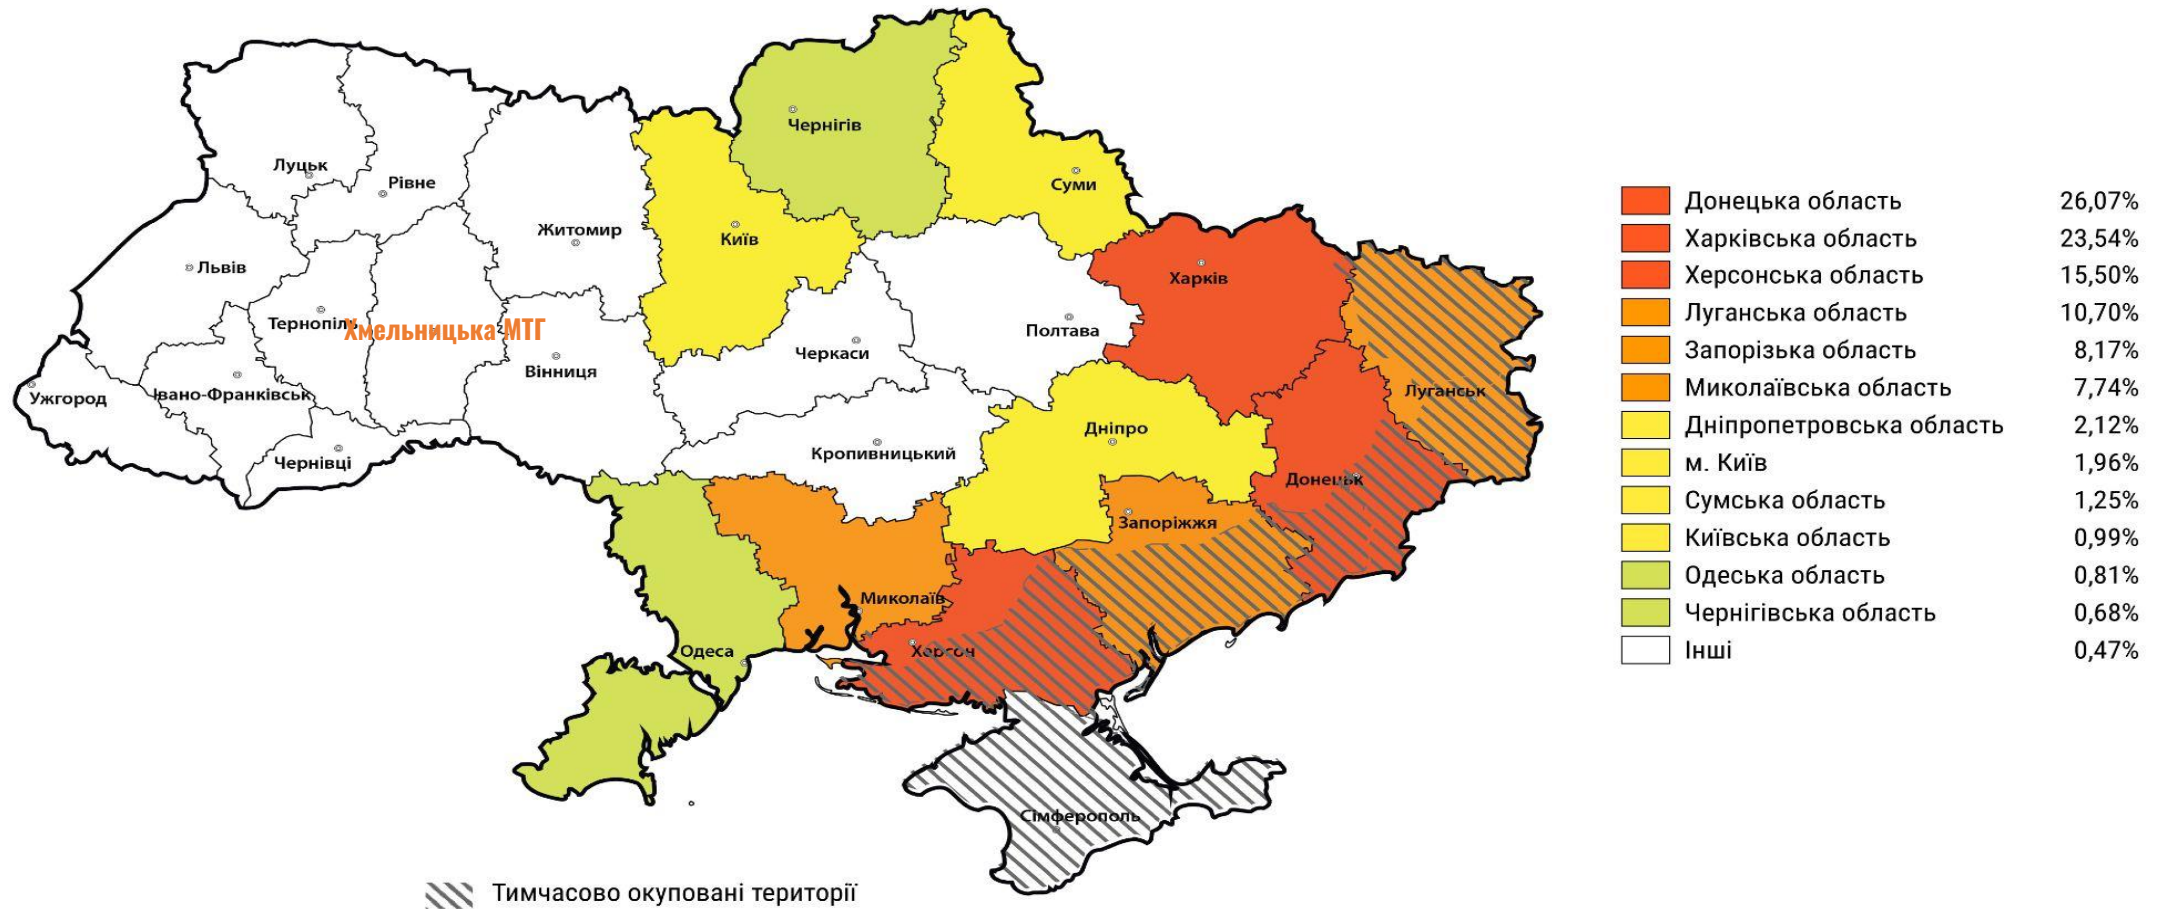 Чернігів
Луцьк
Рівне
Суми
Житомир
Київ
Львів
Харків
Тернопіль
Хмельницька МТГ
Полтава
Черкаси
Вінниця
Ужгород
Івано-Франківськ
Луганськ
Дніпро
Кропивницький
Чернівці
Донецьк
Запоріжжя
Миколаїв
Одеса
Херсон
Сімферополь
Тимчасово окуповані території
Донецька область 26,07%
Харківська область 23,54%
Херсонська область 15,50%
Луганська область 10,70%
Запорізька область 8,17%
Миколаївська область 7,74%
Дніпропетровська область 2,12%
м. Київ 1,96%
Сумська область 1,25%
Київська область 0,99%
Одеська область 0,81%
Чернігівська область 0,68%
Інші 0,47%